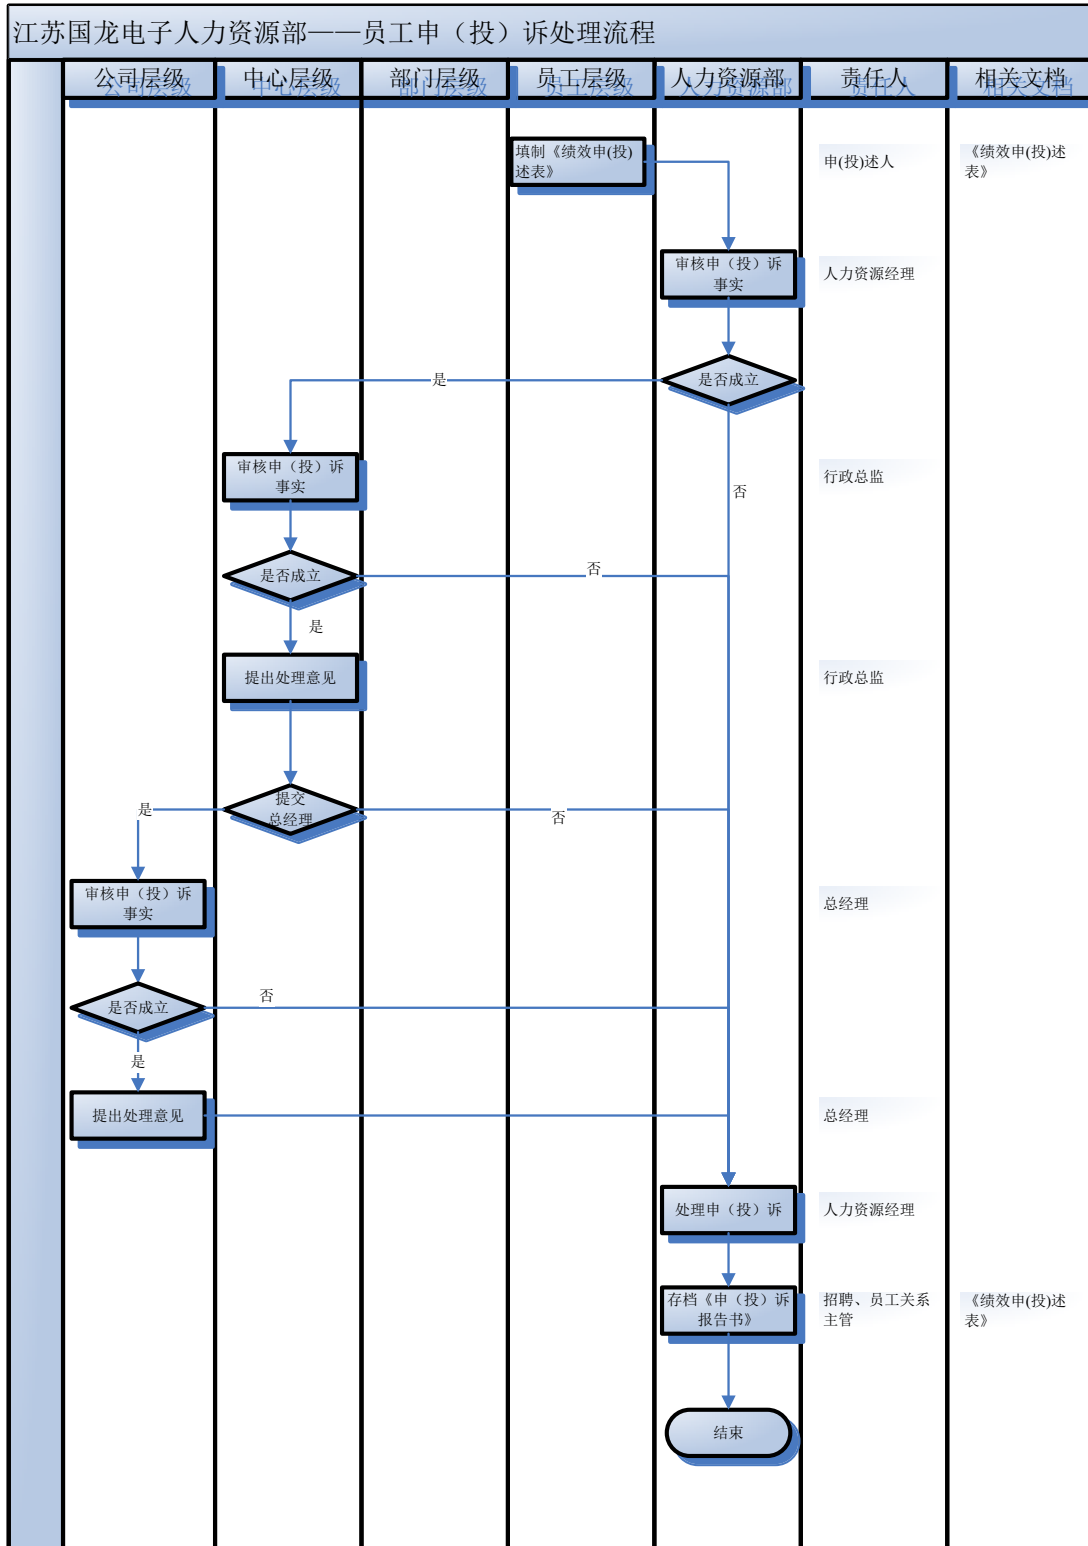 江苏国龙电子人力资源部——员工申（投）诉处理流程
公司层级
中心层级
部门层级
员工层级
人力资源部
责任人
相关文档
填制《绩效申(投)
述表》
申(投)述人
《绩效申(投)述
表》
审核申（投）诉
事实
人力资源经理
是否成立
是
审核申（投）诉
事实
行政总监
否
是否成立
否
是
提出处理意见
行政总监
提交
总经理
是
否
审核申（投）诉
事实
总经理
是否成立
否
是
提出处理意见
总经理
处理申（投）诉
人力资源经理
存档《申（投）诉
报告书》
招聘、员工关系
主管
《绩效申(投)述
表》
结束